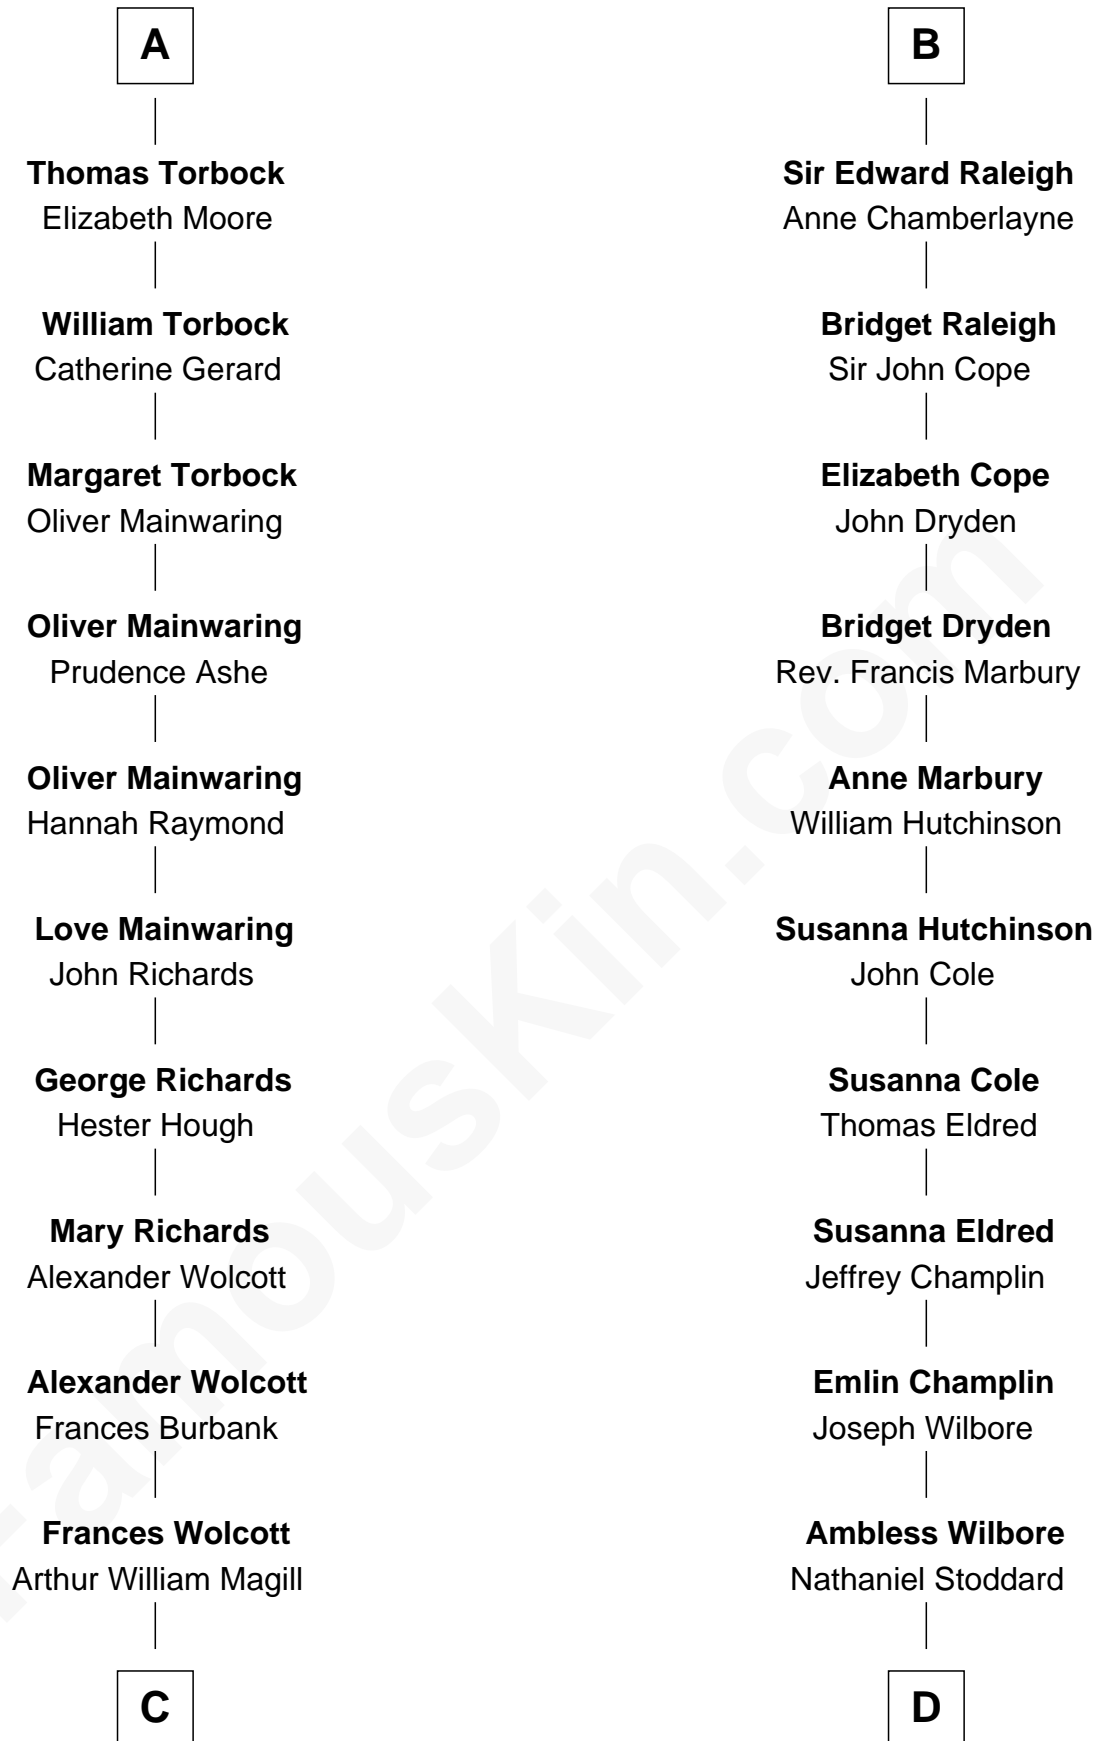 A
Thomas Torbock
Elizabeth Moore
William Torbock
Catherine Gerard
Margaret Torbock
Oliver Mainwaring
Oliver Mainwaring
Prudence Ashe
Oliver Mainwaring
Hannah Raymond
Love Mainwaring
John Richards
George Richards
Hester Hough
Mary Richards
Alexander Wolcott
Alexander Wolcott
Frances Burbank
Frances Wolcott
Arthur William Magill
C
B
Sir Edward Raleigh
Anne Chamberlayne
Bridget Raleigh
Sir John Cope
Elizabeth Cope
John Dryden
Bridget Dryden
Rev. Francis Marbury
Anne Marbury
William Hutchinson
Susanna Hutchinson
John Cole
Susanna Cole
Thomas Eldred
Susanna Eldred
Jeffrey Champlin
Emlin Champlin
Joseph Wilbore
Ambless Wilbore
Nathaniel Stoddard
D
FamousKin.com